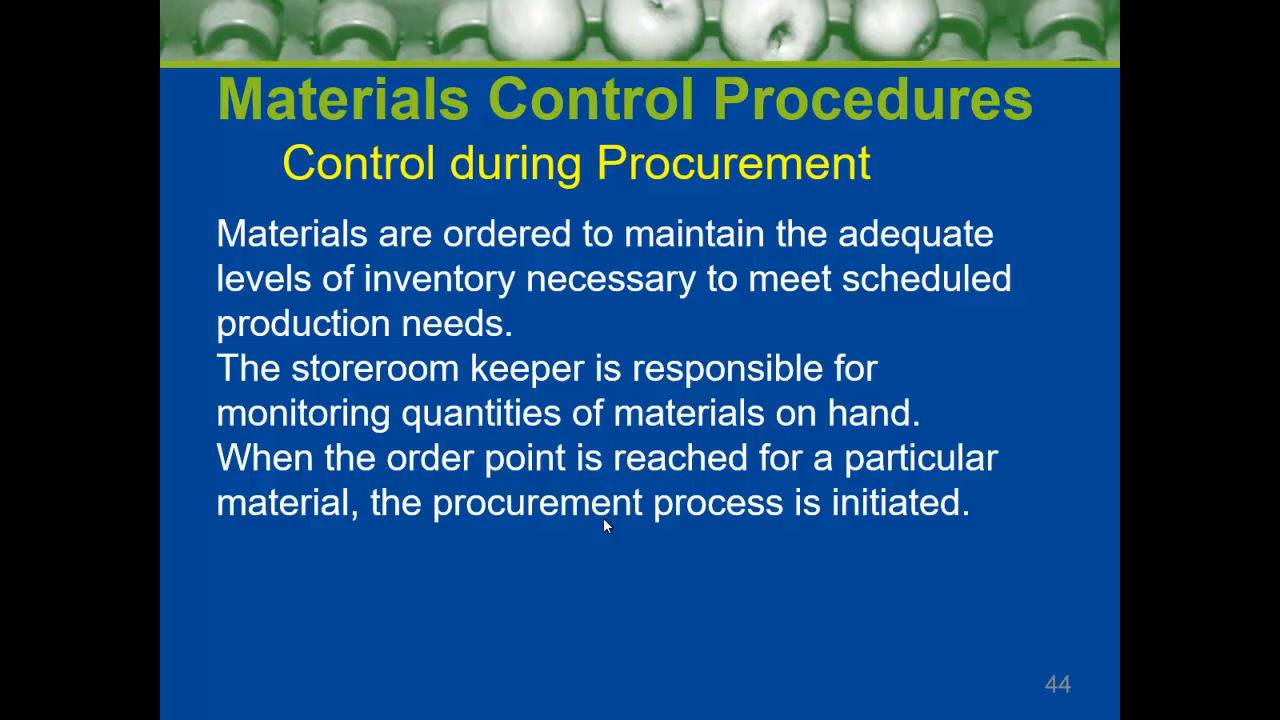 Materials Control Procedures
Control during Procurement
Materials are ordered to maintain the adequate
levels of inventory necessary to meet scheduled
production needs.
The storeroom keeper is responsible for
monitoring quantities of materials on hand.
When the order point is reached for a particular
material, the procurement process is initiated.
44